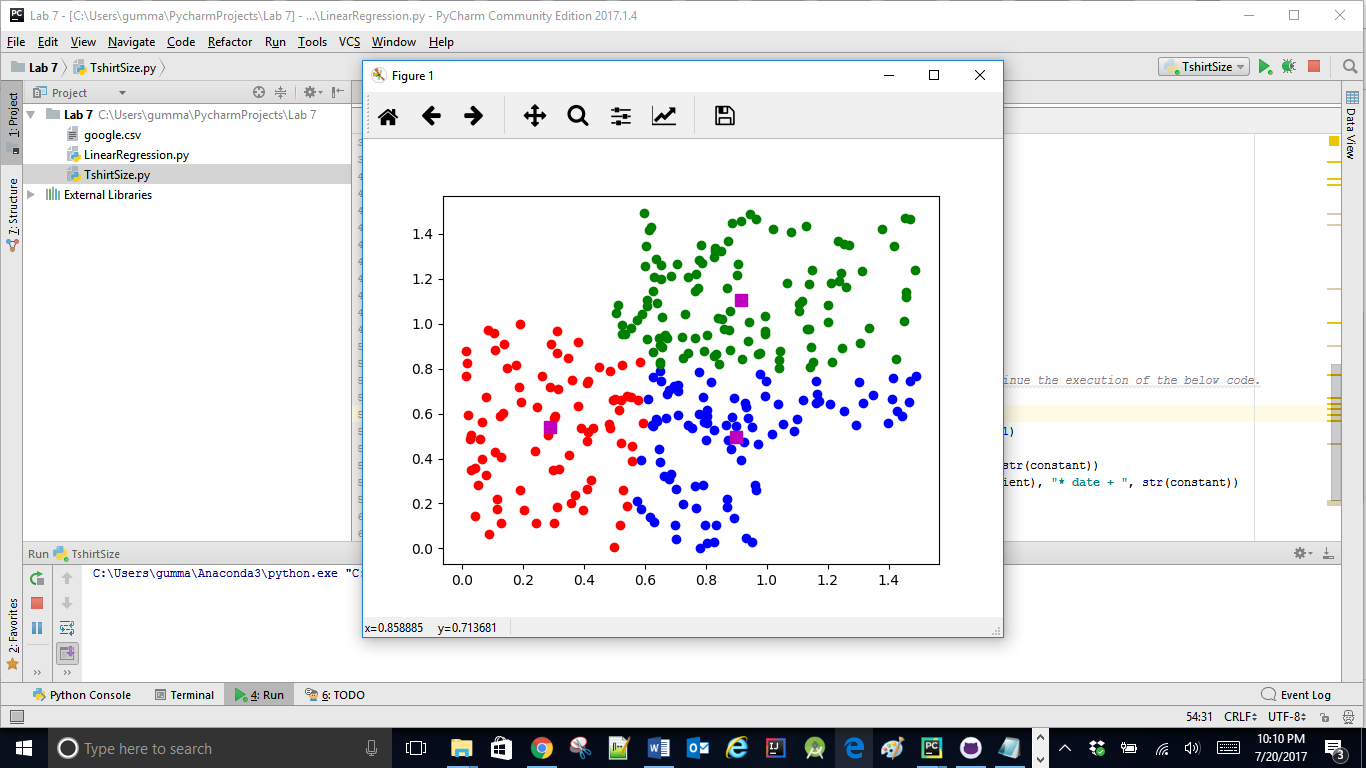 Lab 7 - [C:\Users\gumma\PycharmProjects\Lab 7] - ...\LinearRegression.py - PyCharm Community Edition 2017.1.4
File Edit View Navigate Code Refactor Run Tools VCS Window Help
Lab 7 TshirtSize.py TshirtSize
Project
Lab 7 C:\Users\gumma\PycharmProjects\Lab 7
google.csv
LinearRegression.py
TshirtSize.py
External Libraries
1: Project
7: Structure
2: Favorites
Data View
Figure 1
1.4
1.2
1.0
0.8
0.6
0.4
0.2
0.0
0.0 0.2 0.4 0.6 0.8 1.0 1.2 1.4
x=0.858885 y=0.713681
nue the execution of the below code.
str(constant))
ient), "* date + ", str(constant))
Run TshirtSize
C:\Users\gumma\Anaconda3\python.exe "C:
Python Console Terminal 4: Run 6: TODO Event Log
54:31 CRLF UTF-8
Type here to search
10:10 PM
7/20/2017
3